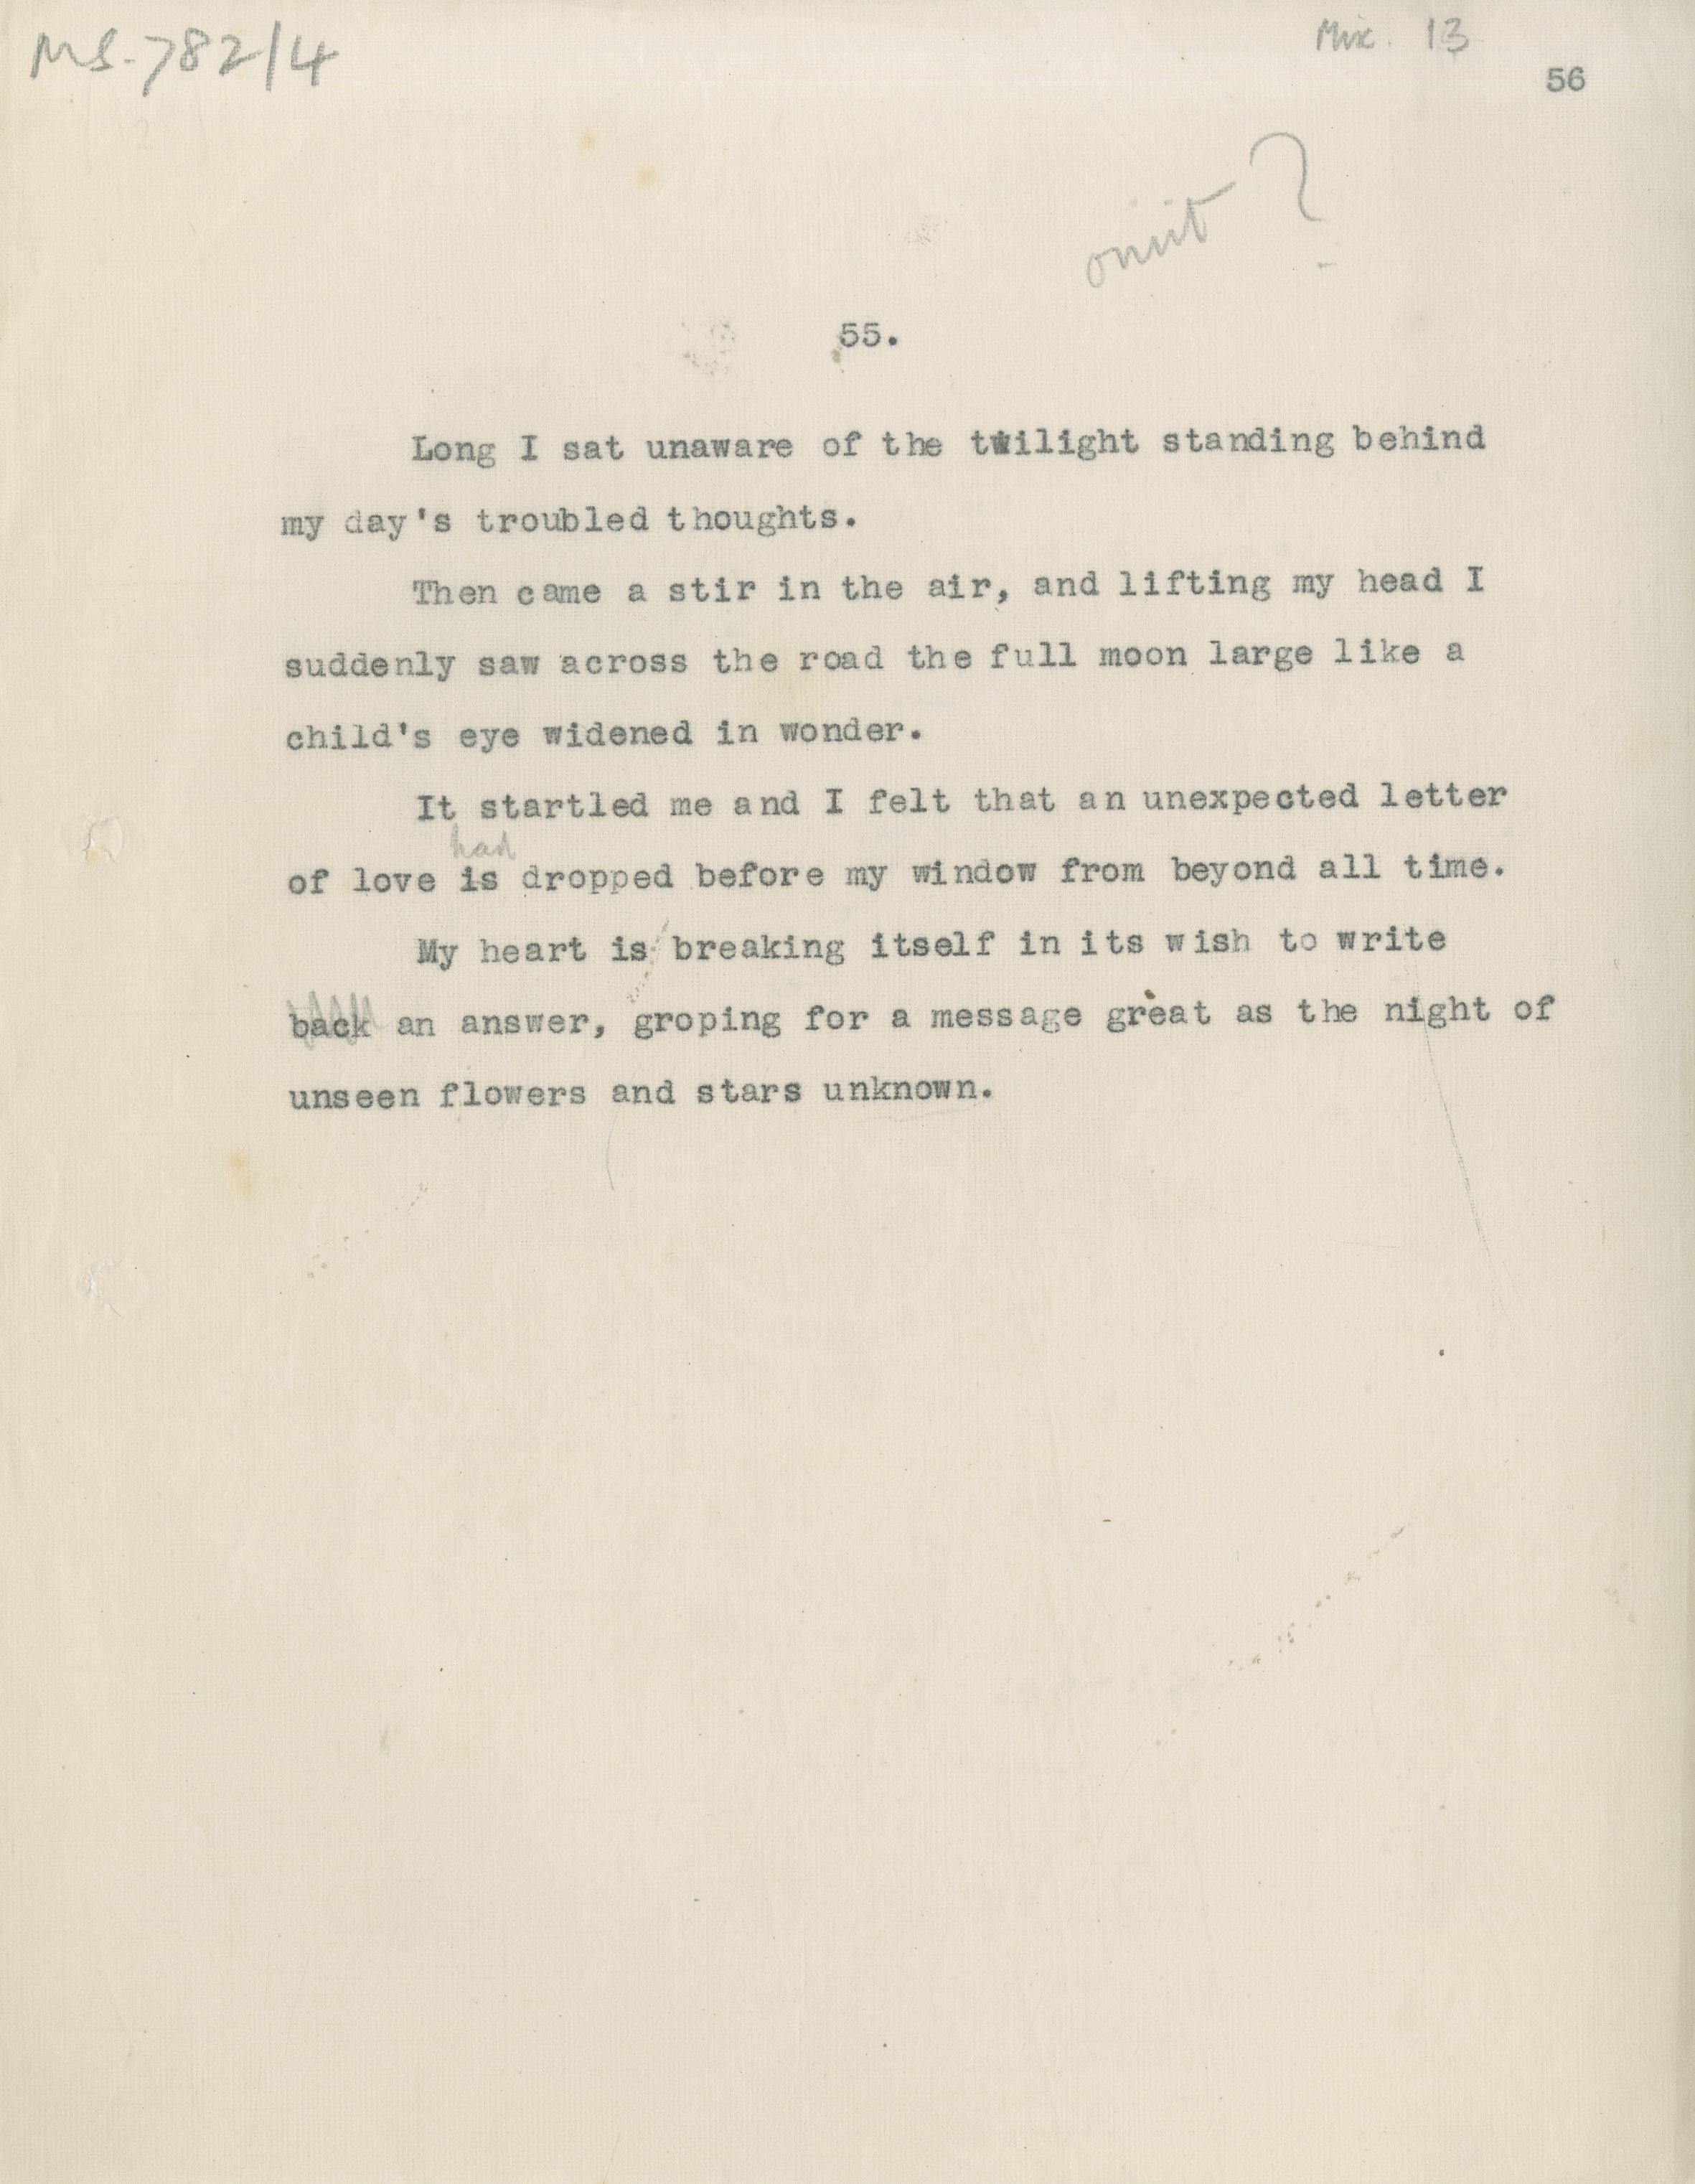 MS-782/4
Mix. 13
56
omit ?
55.
Long I sat unaware of the twilight standing behind
my day's troubled thoughts.
Then came a stir in the air, and lifting my head I
suddenly saw across the road the full moon large like a
child's eye widened in wonder.
It startled me and I felt that an unexpected letter
had
of love is dropped before my window from beyond all time.
My heart is breaking itself in its wish to write
back an answer, groping for a message great as the night of
unseen flowers and stars unknown.